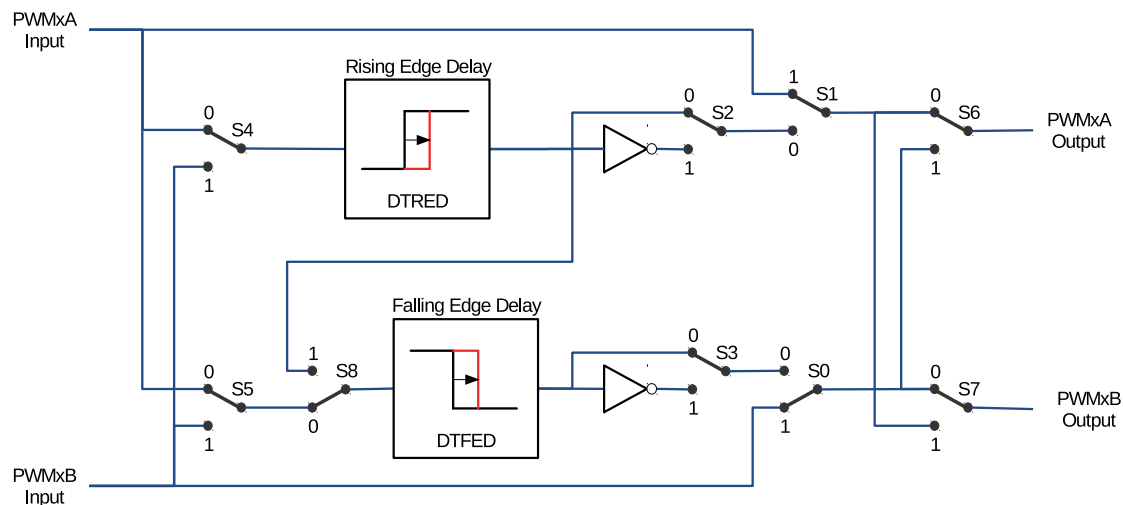 PWMxA
Input
Rising Edge Delay
DTRED
0
S4
1
0
S2
1
1
S1
0
0
S6
1
PWMxA
Output
Falling Edge Delay
DTFED
0
S5
1
1
S8
0
0
S3
1
0
S0
1
0
S7
1
PWMxB
Output
PWMxB
Input